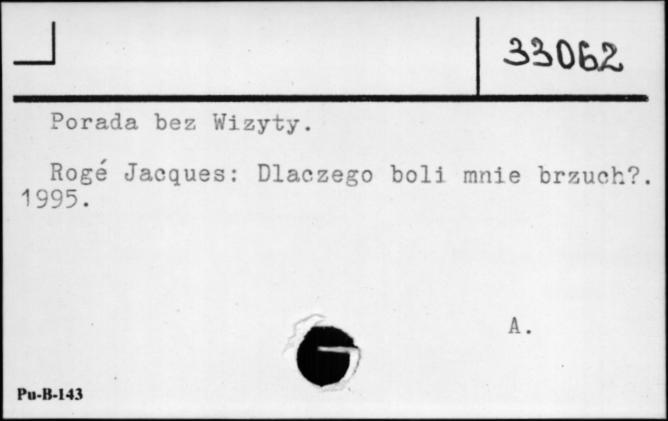 33062
Porada bez Wizyty.
Rogé Jacques: Dlaczego boli mnie brzuch?.
1995.
A.
Pu-B-143